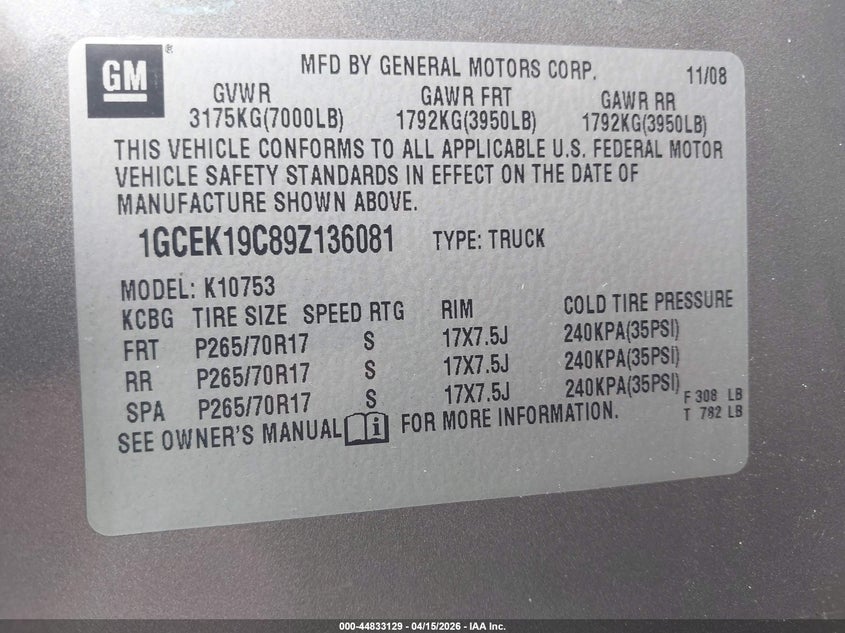 GM®
MFD BY GENERAL MOTORS CORP. 11/08
GVWR GAWR FRT GAWR RR
3175KG(7000LB) 1792KG(3950LB) 1792KG(3950LB)
THIS VEHICLE CONFORMS TO ALL APPLICABLE U.S. FEDERAL MOTOR
VEHICLE SAFETY STANDARDS IN EFFECT ON THE DATE OF
MANUFACTURE SHOWN ABOVE.
1GCEK19C89Z136081 TYPE: TRUCK
MODEL: K10753
KCBG TIRE SIZE SPEED RTG RIM COLD TIRE PRESSURE
FRT P265/70R17 S 17X7.5J 240KPA(35PSI)
RR P265/70R17 S 17X7.5J 240KPA(35PSI)
SPA P265/70R17 S 17X7.5J 240KPA(35PSI)
F 308 LB
T 782 LB
SEE OWNER'S MANUAL i FOR MORE INFORMATION.
000-44833129 - 04/15/2026 - IAA Inc.